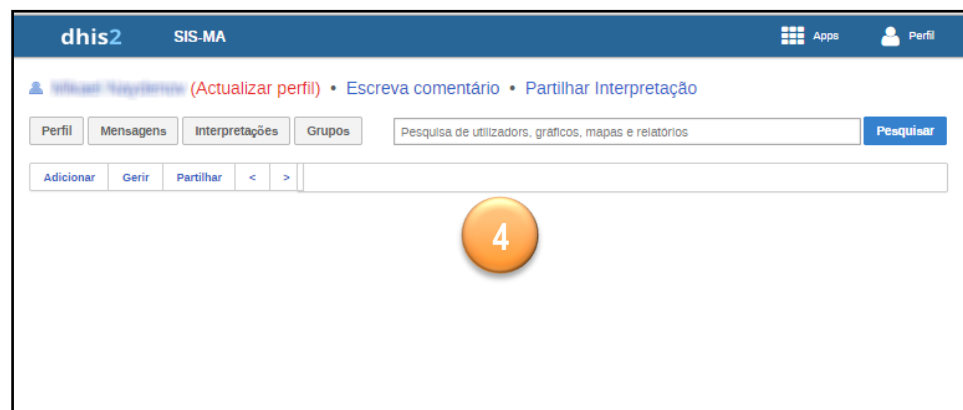 dhis2 SIS-MA Apps Perfil
(Actualizar perfil) • Escreva comentário • Partilhar Interpretação
Perfil Mensagens Interpretações Grupos Pesquisa de utilizadors, gráficos, mapas e relatórios Pesquisar
Adicionar Gerir Partilhar < >
4